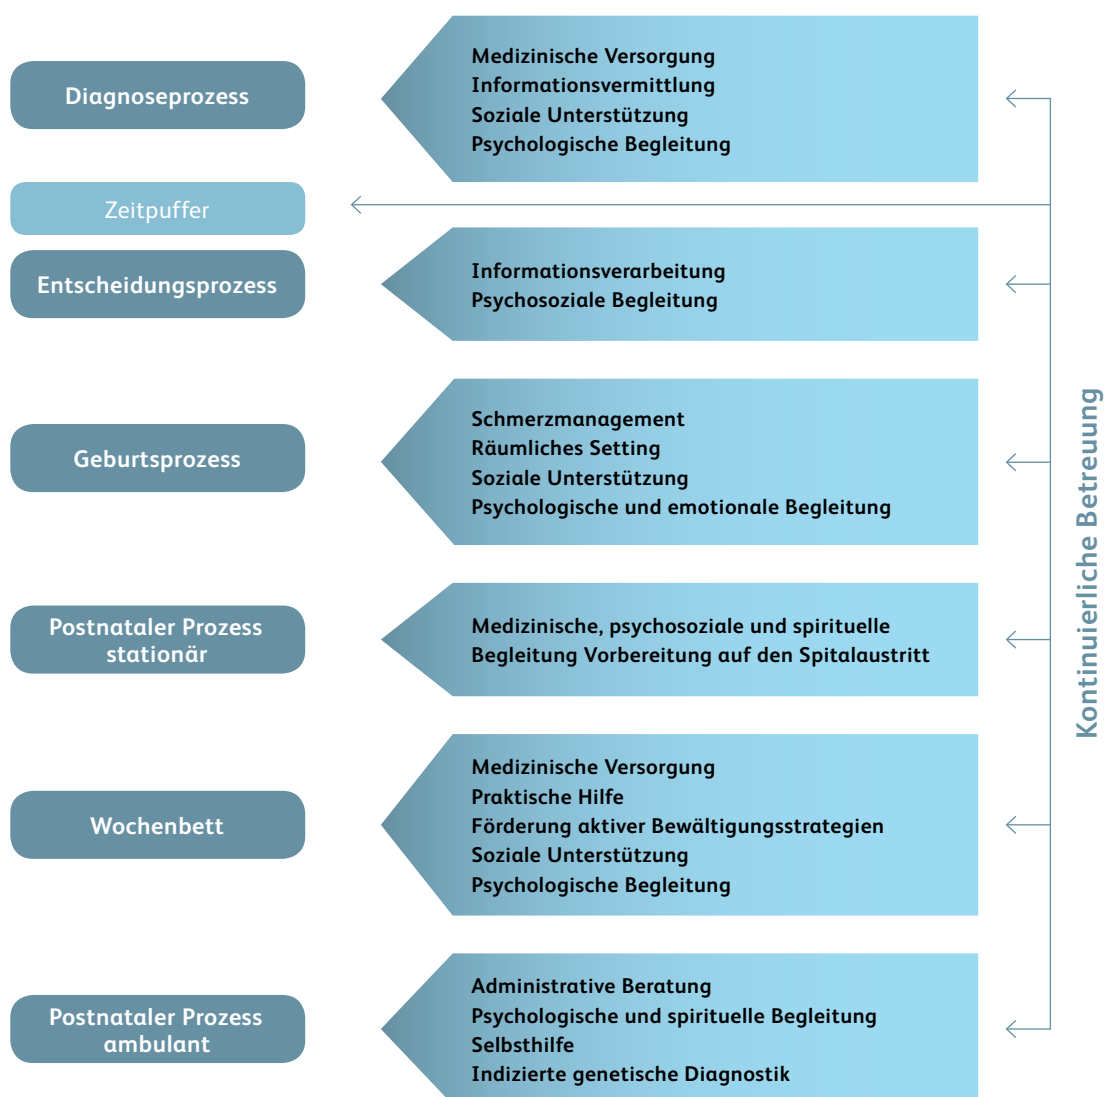 Diagnoseprozess
Medizinische Versorgung
Informationsvermittlung
Soziale Unterstützung
Psychologische Begleitung
Zeitpuffer
Entscheidungsprozess
Informationsverarbeitung
Psychosoziale Begleitung
Geburtsprozess
Schmerzmanagement
Räumliches Setting
Soziale Unterstützung
Psychologische und emotionale Begleitung
Postnataler Prozess
stationär
Medizinische, psychosoziale und spirituelle
Begleitung Vorbereitung auf den Spitalaustritt
Wochenbett
Medizinische Versorgung
Praktische Hilfe
Förderung aktiver Bewältigungsstrategien
Soziale Unterstützung
Psychologische Begleitung
Postnataler Prozess
ambulant
Administrative Beratung
Psychologische und spirituelle Begleitung
Selbsthilfe
Indizierte genetische Diagnostik
Kontinuierliche Betreuung